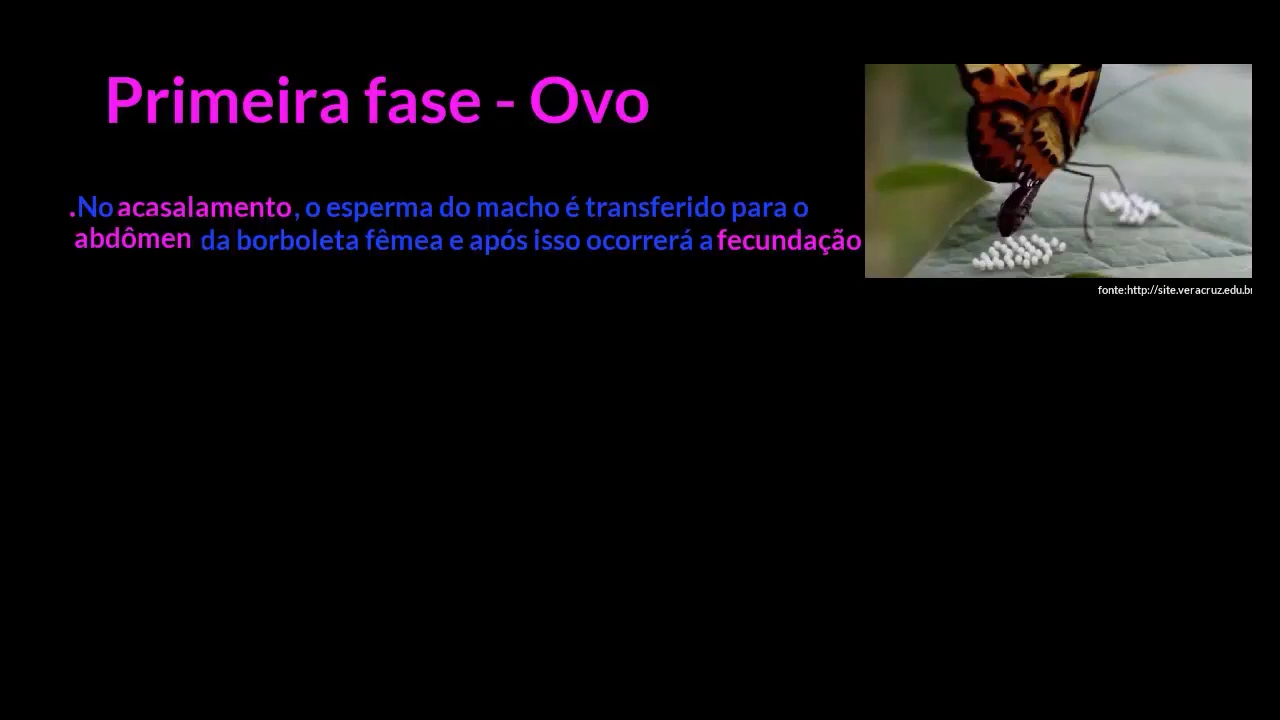 Primeira fase - Ovo
.No acasalamento, o esperma do macho é transferido para o
abdômen da borboleta fêmea e após isso ocorrerá a fecundação
fonte:http://site.veracruz.edu.br